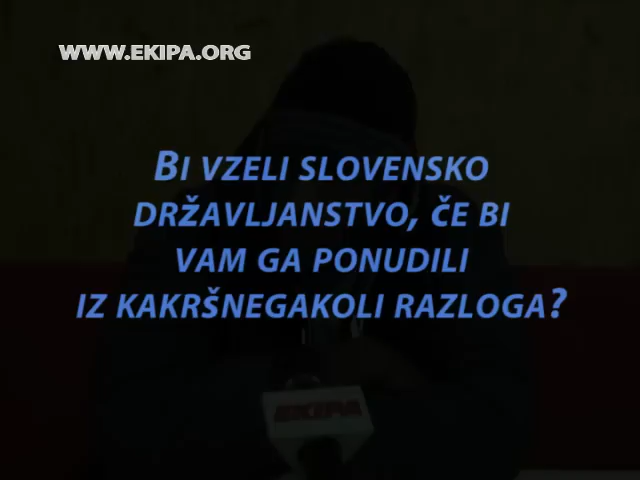 WWW.EKIPA.ORG
BI VZELI SLOVENSKO
DRŽAVLJANSTVO, ČE BI
VAM GA PONUDILI
IZ KAKRŠNEGAKOLI RAZLOGA?
EKIPA